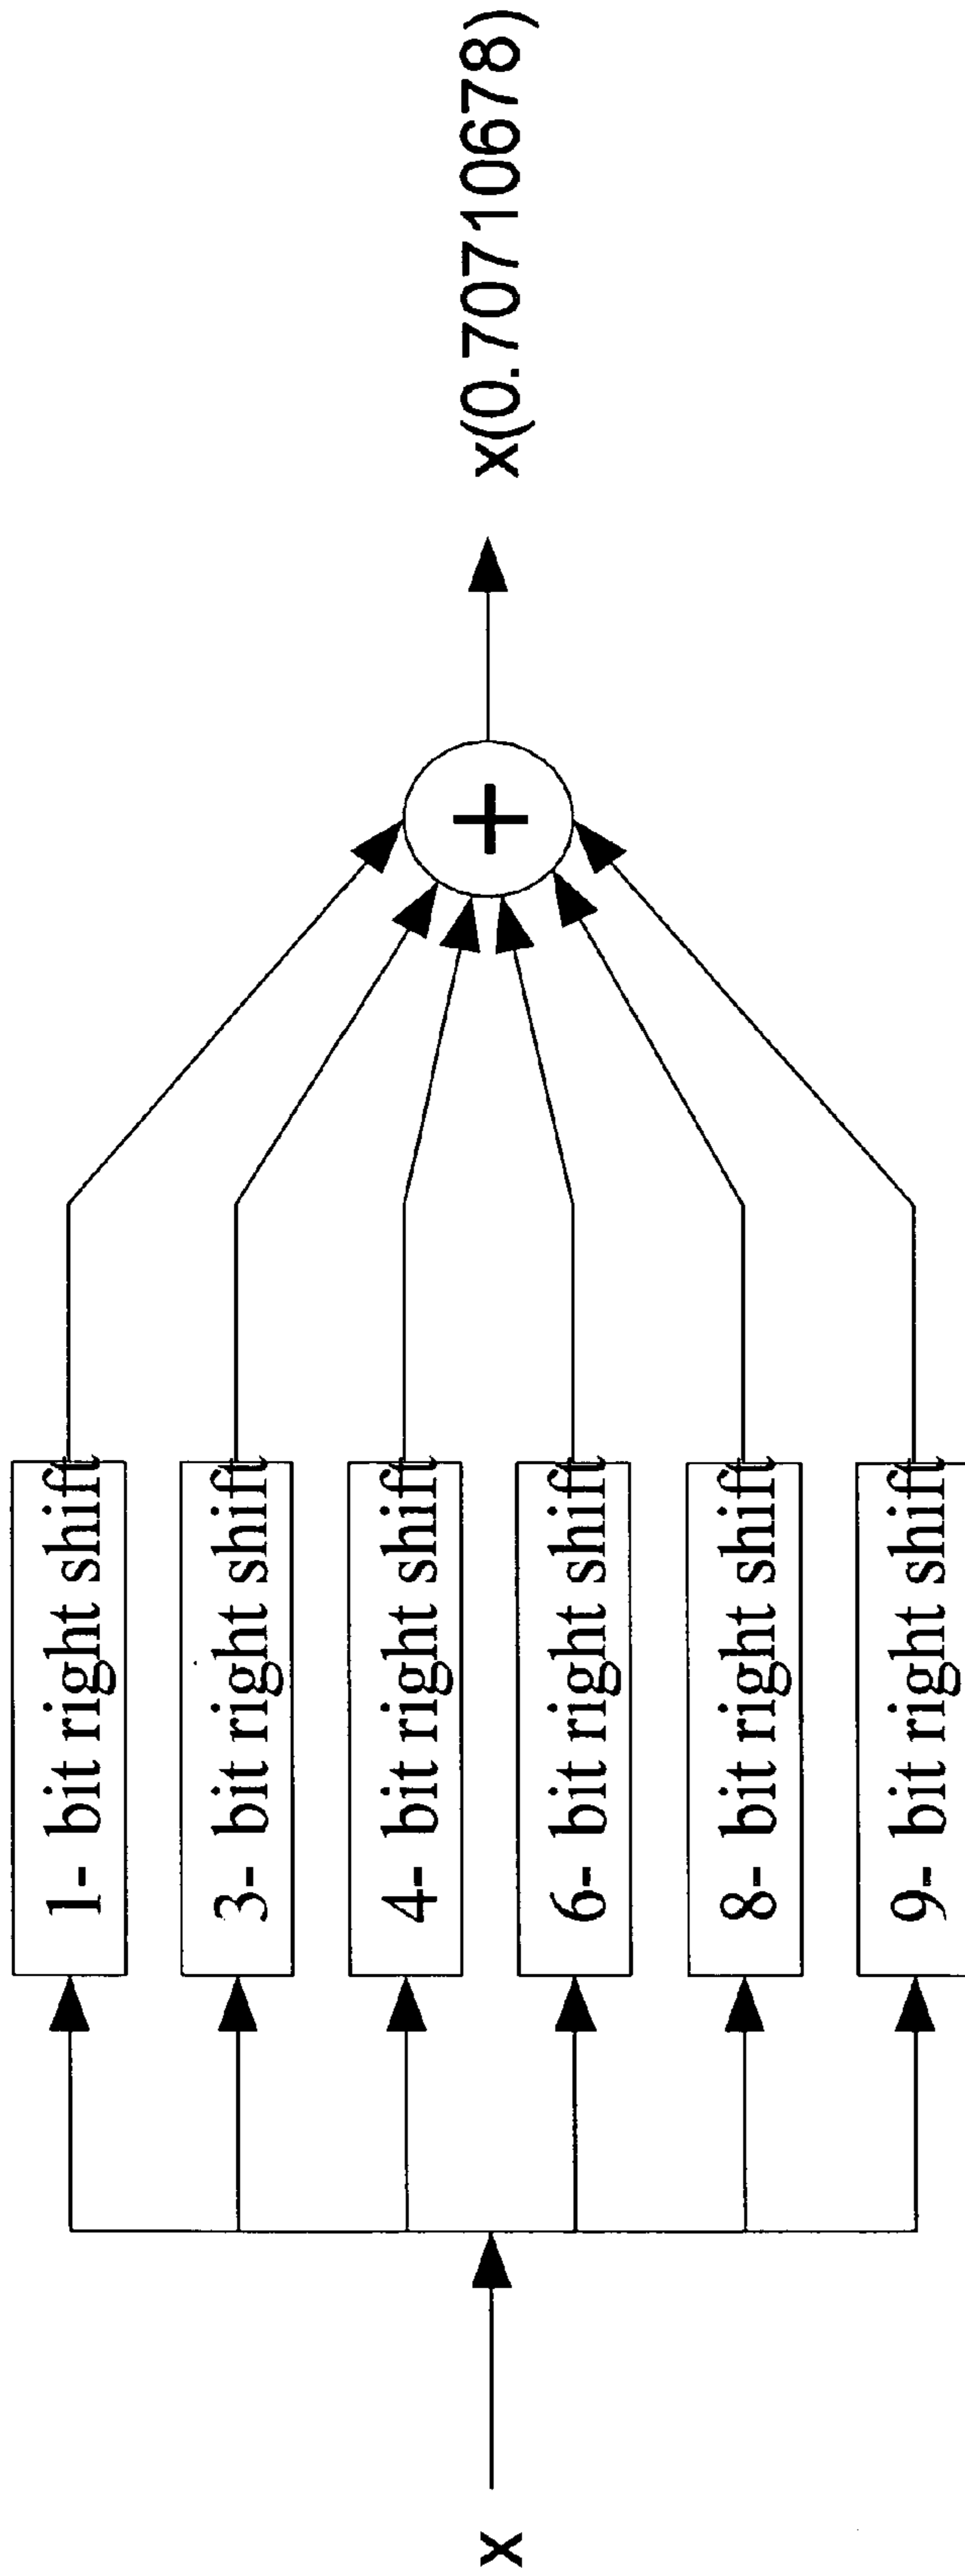 x
1- bit right shift
3- bit right shift
4- bit right shift
6- bit right shift
8- bit right shift
9- bit right shift
+
x(0.70710678)